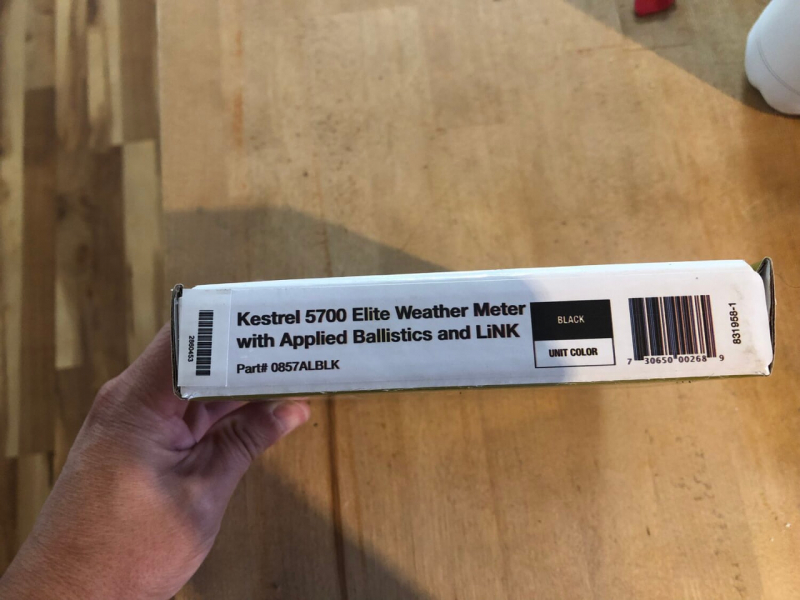 2860453
Kestrel 5700 Elite Weather Meter
with Applied Ballistics and LiNK
Part# 0857ALBLK
BLACK
UNIT COLOR
7 30650 00268 9
831958-1